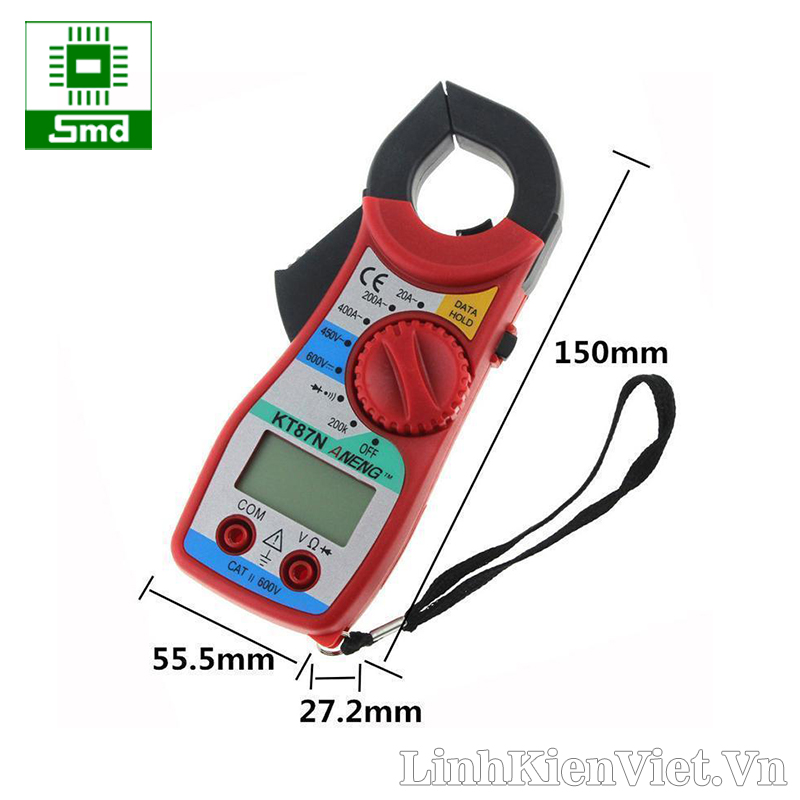 Smd
CE
20A~
200A~
400A~
450V~
600V⎓
200k
OFF
DATA
HOLD
KT87N ANENG™
COM
VΩ
CAT II 600V
150mm
55.5mm
27.2mm
LinhKienViet.Vn